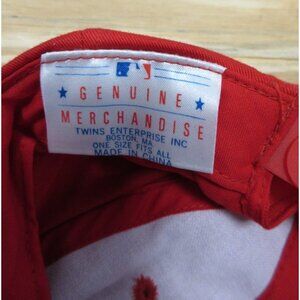 GENUINE
MERCHANDISE
TWINS ENTERPRISE INC
BOSTON, MA
ONE SIZE FITS ALL
MADE IN CHINA